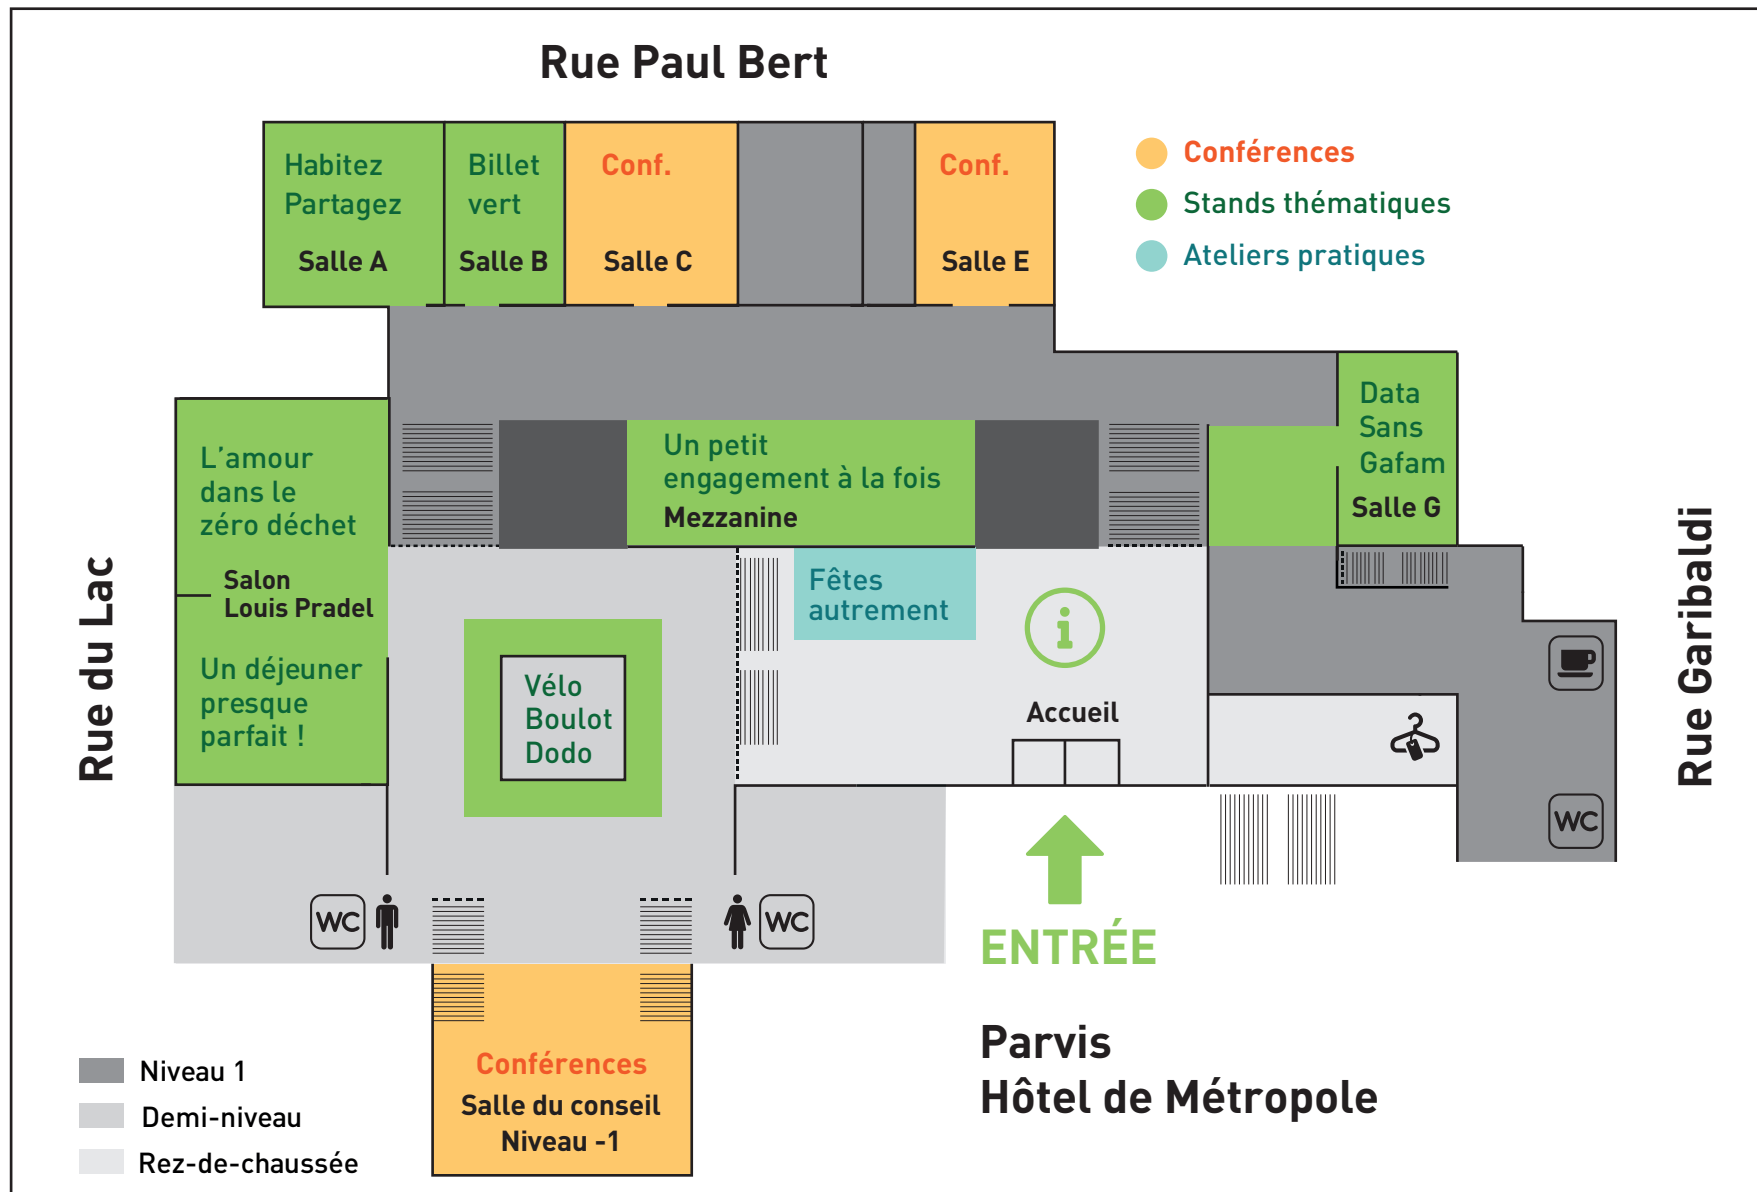 Rue Paul Bert
Habitez
Partagez
Salle A
Billet
vert
Salle B
Conf.
Salle C
Conf.
Salle E
Conférences
Stands thématiques
Ateliers pratiques
Data
Sans
Gafam
Salle G
Un petit
engagement à la fois
Mezzanine
L'amour
dans le
zéro déchet
Salon
Louis Pradel
Un déjeuner
presque
parfait !
Rue du Lac
Vélo
Boulot
Dodo
Fêtes
autrement
i
Accueil
Rue Garibaldi
WC
WC
WC
ENTRÉE
Parvis
Hôtel de Métropole
Conférences
Salle du conseil
Niveau -1
Niveau 1
Demi-niveau
Rez-de-chaussée